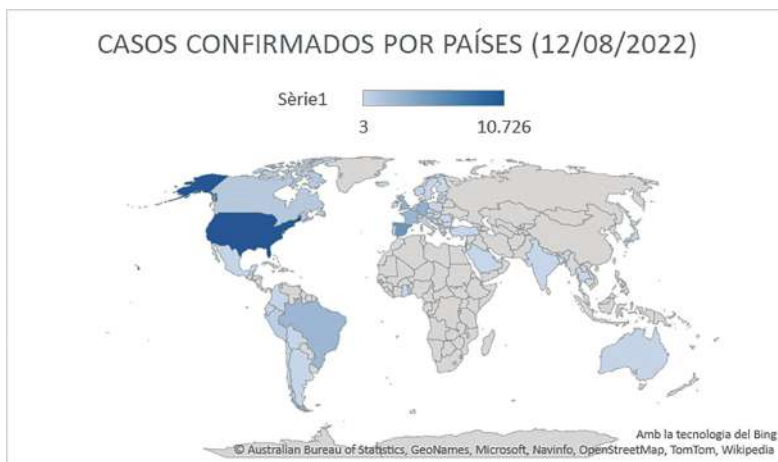 CASOS CONFIRMADOS POR PAÍSES (12/08/2022)
Sèrie1
3 10.726
Amb la tecnologia del Bing
© Australian Bureau of Statistics, GeoNames, Microsoft, Navinfo, OpenStreetMap, TomTom, Wikipedia